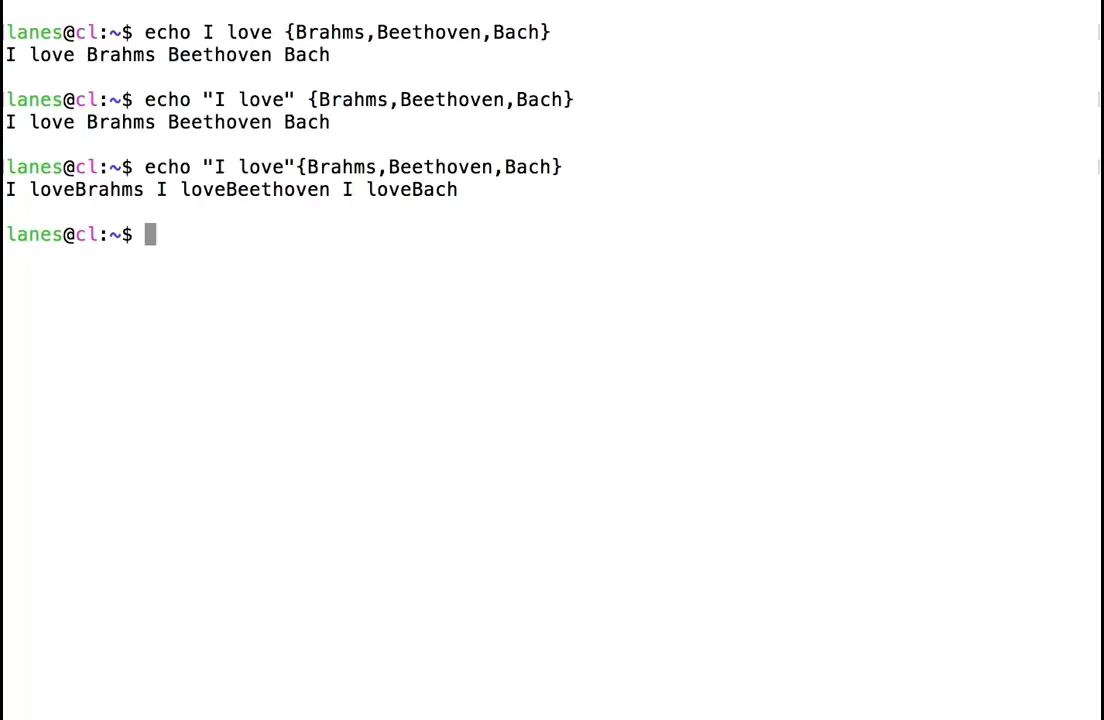 lanes@cl:~$ echo I love {Brahms,Beethoven,Bach}
I love Brahms Beethoven Bach
lanes@cl:~$ echo "I love" {Brahms,Beethoven,Bach}
I love Brahms Beethoven Bach
lanes@cl:~$ echo "I love"{Brahms,Beethoven,Bach}
I loveBrahms I loveBeethoven I loveBach
lanes@cl:~$